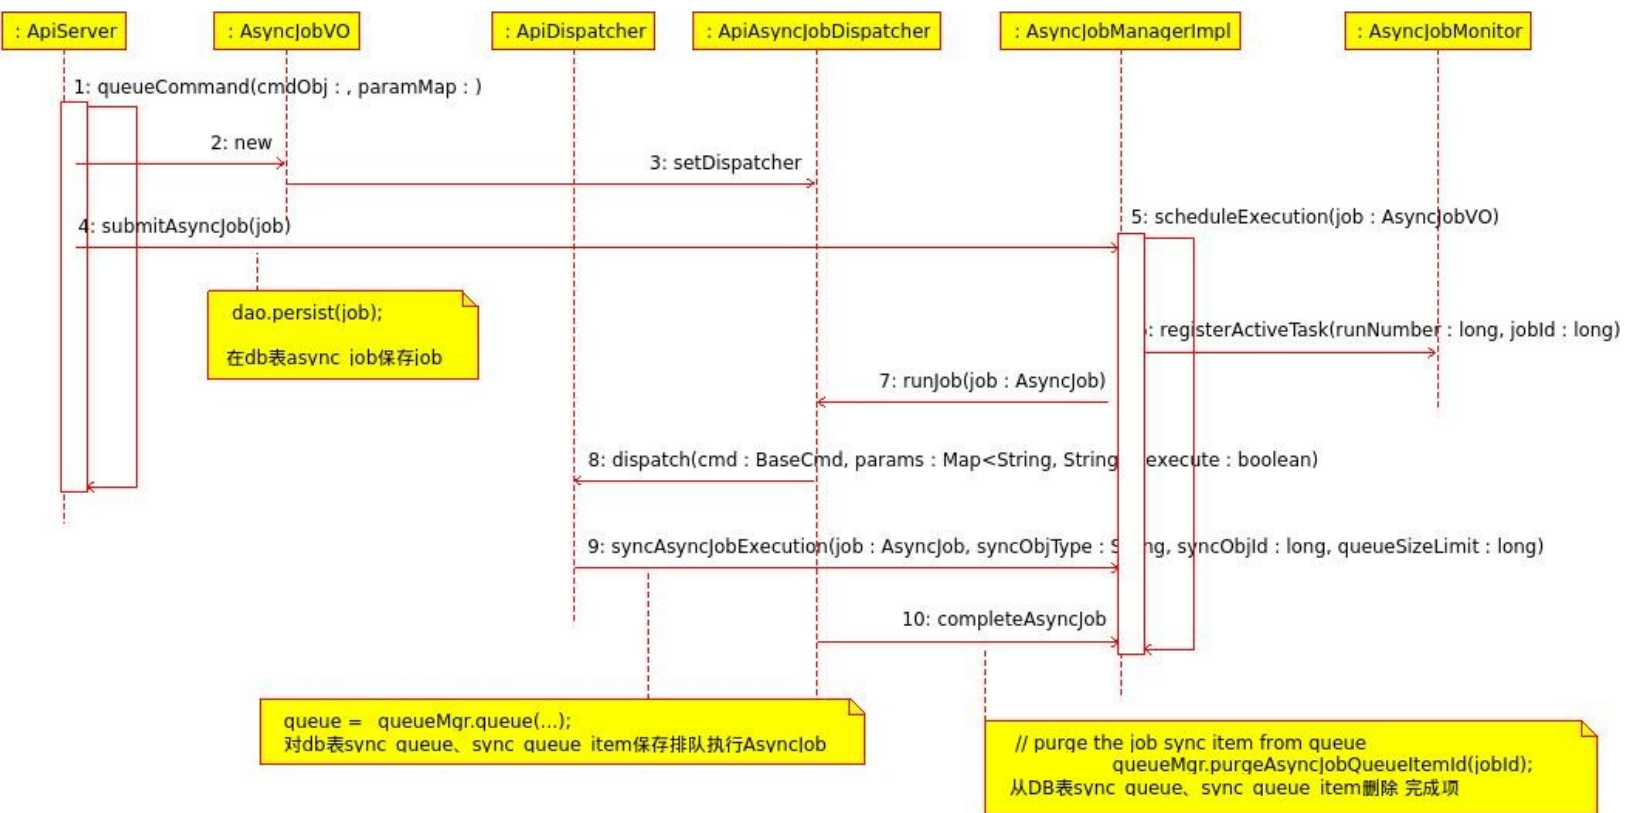 : ApiServer
: AsyncJobVO
: ApiDispatcher
: ApiAsyncJobDispatcher
: AsyncJobManagerImpl
: AsyncJobMonitor
1: queueCommand(cmdObj : , paramMap : )
2: new
3: setDispatcher
4: submitAsyncJob(job)
5: scheduleExecution(job : AsyncJobVO)
dao.persist(job);
在db表async_job保存job
: registerActiveTask(runNumber : long, jobId : long)
7: runJob(job : AsyncJob)
8: dispatch(cmd : BaseCmd, params : Map<String, String execute : boolean)
9: syncAsyncJobExecution(job : AsyncJob, syncObjType : S ng, syncObjId : long, queueSizeLimit : long)
10: completeAsyncJob
queue = queueMgr.queue(...);
对db表sync_queue、sync_queue_item保存排队执行AsyncJob
// purge the job sync item from queue
queueMgr.purgeAsyncJobQueueItemId(jobId);
从DB表sync_queue、sync_queue_item删除 完成项